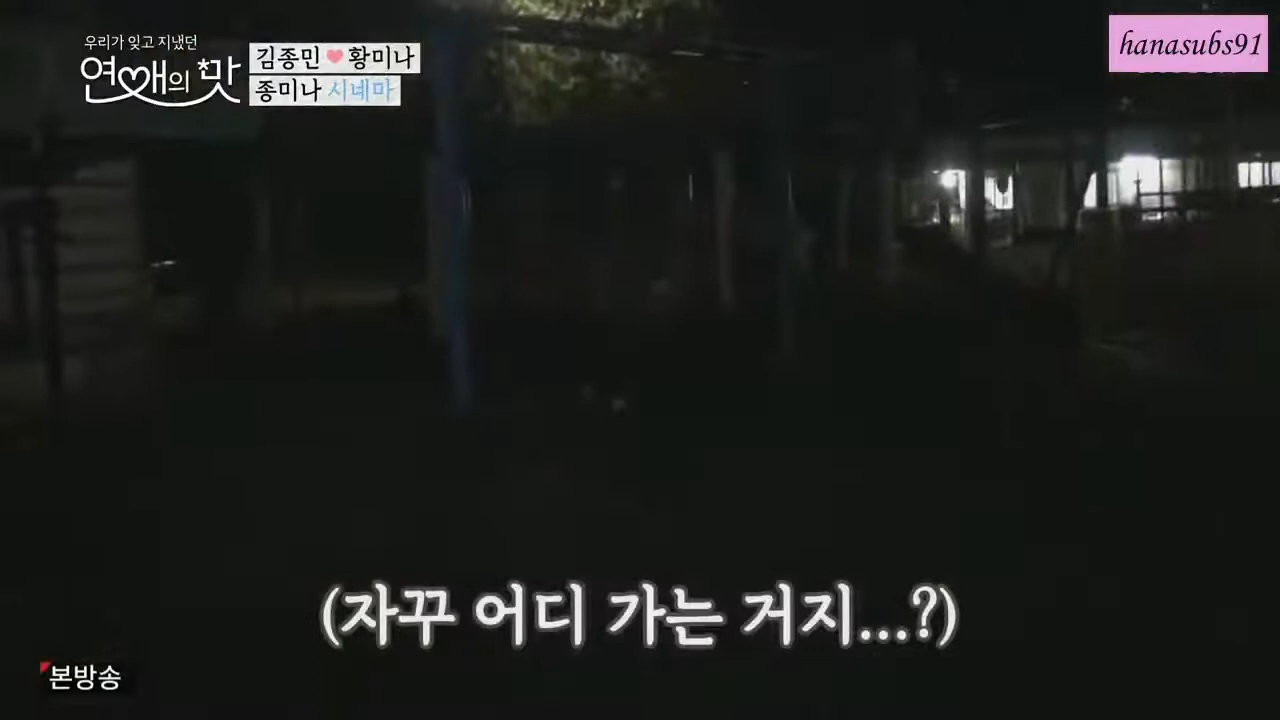 우리가 잊고 지냈던
연애의 맛
김종민♥황미나
종미나 시네마
hanasubs91
(자꾸 어디 가는 거지...?)
본방송